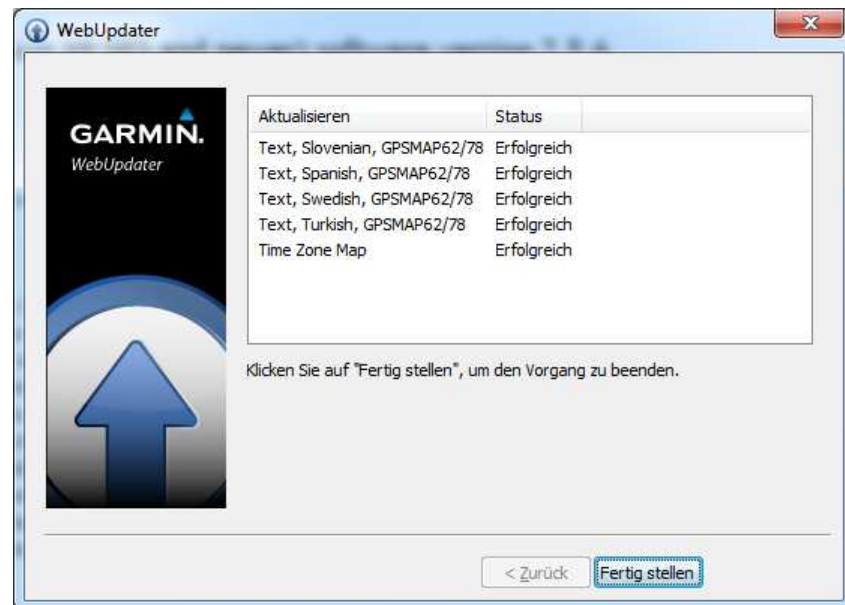 WebUpdater
GARMIN.
WebUpdater
Aktualisieren Status
Text, Slovenian, GPSMAP62/78 Erfolgreich
Text, Spanish, GPSMAP62/78 Erfolgreich
Text, Swedish, GPSMAP62/78 Erfolgreich
Text, Turkish, GPSMAP62/78 Erfolgreich
Time Zone Map Erfolgreich
Klicken Sie auf "Fertig stellen", um den Vorgang zu beenden.
< Zurück Fertig stellen